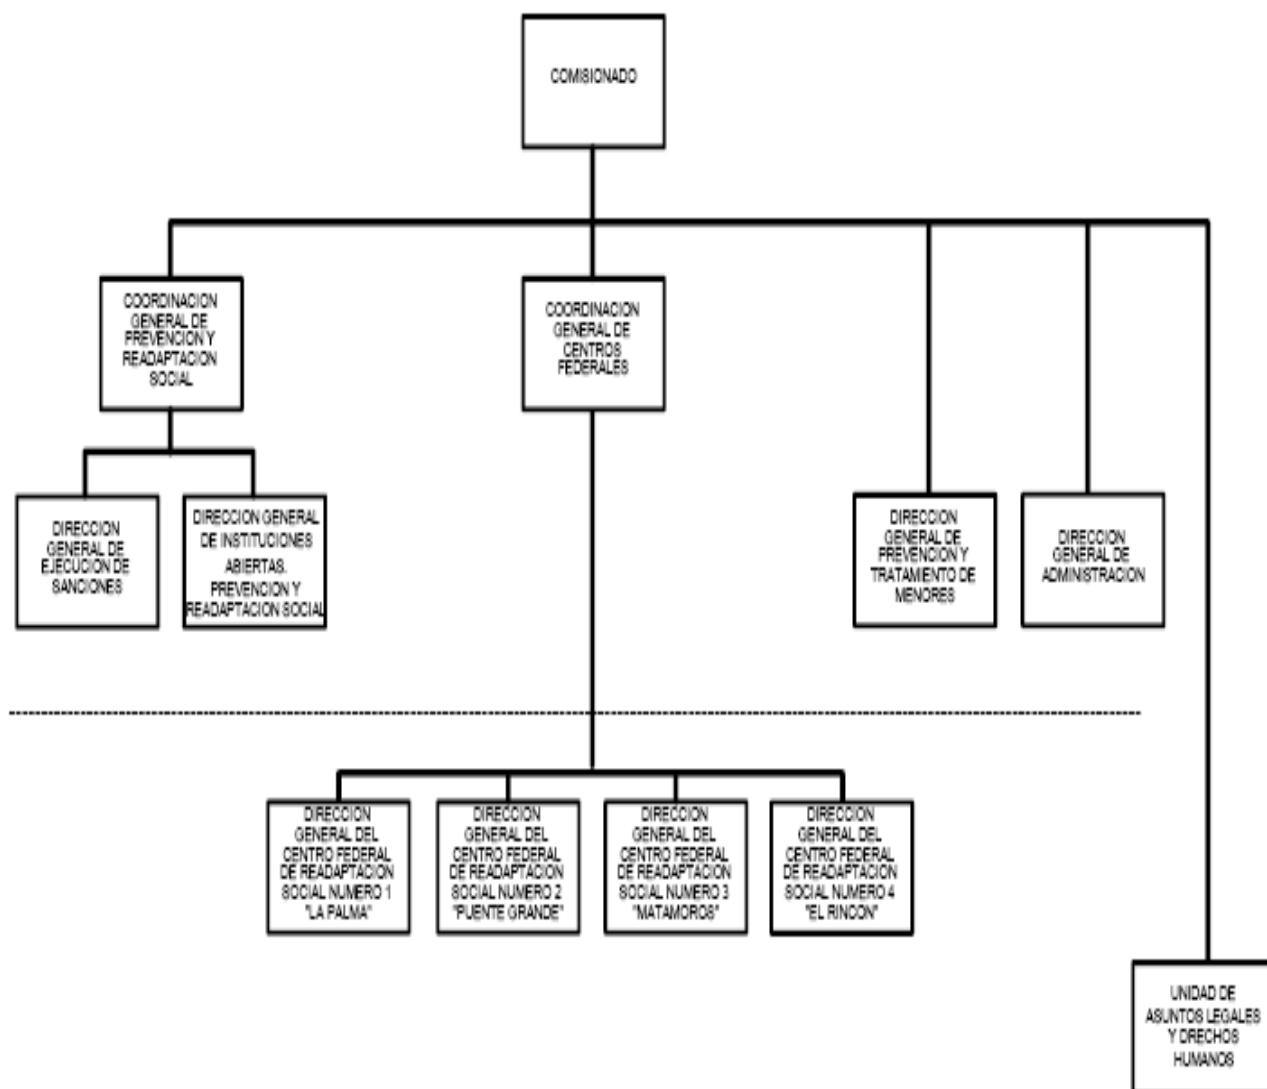 COMISIONADO
COORDINACION
GENERAL DE
PREVENCION Y
READAPTACION
SOCIAL
COORDINACION
GENERAL DE
CENTROS
FEDERALES
DIRECCION
GENERAL DE
EJECUCION DE
SANCIONES
DIRECCION GENERAL
DE INSTITUCIONES
ABIERTAS.
PREVENCION Y
READAPTACION SOCIAL
DIRECCION
GENERAL DE
PREVENCION Y
TRATAMIENTO DE
MENORES
DIRECCION
GENERAL DE
ADMINISTRACION
DIRECCION
GENERAL DEL
CENTRO FEDERAL
DE READAPTACION
SOCIAL NUMERO 1
"LA PALMA"
DIRECCION
GENERAL DEL
CENTRO FEDERAL
DE READAPTACION
SOCIAL NUMERO 2
"PUENTE GRANDE"
DIRECCION
GENERAL DEL
CENTRO FEDERAL
DE READAPTACION
SOCIAL NUMERO 3
"MATAMOROS"
DIRECCION
GENERAL DEL
CENTRO FEDERAL
DE READAPTACION
SOCIAL NUMERO 4
"EL RINCON"
UNIDAD DE
ASUNTOS LEGALES
Y DRECHOS
HUMANOS